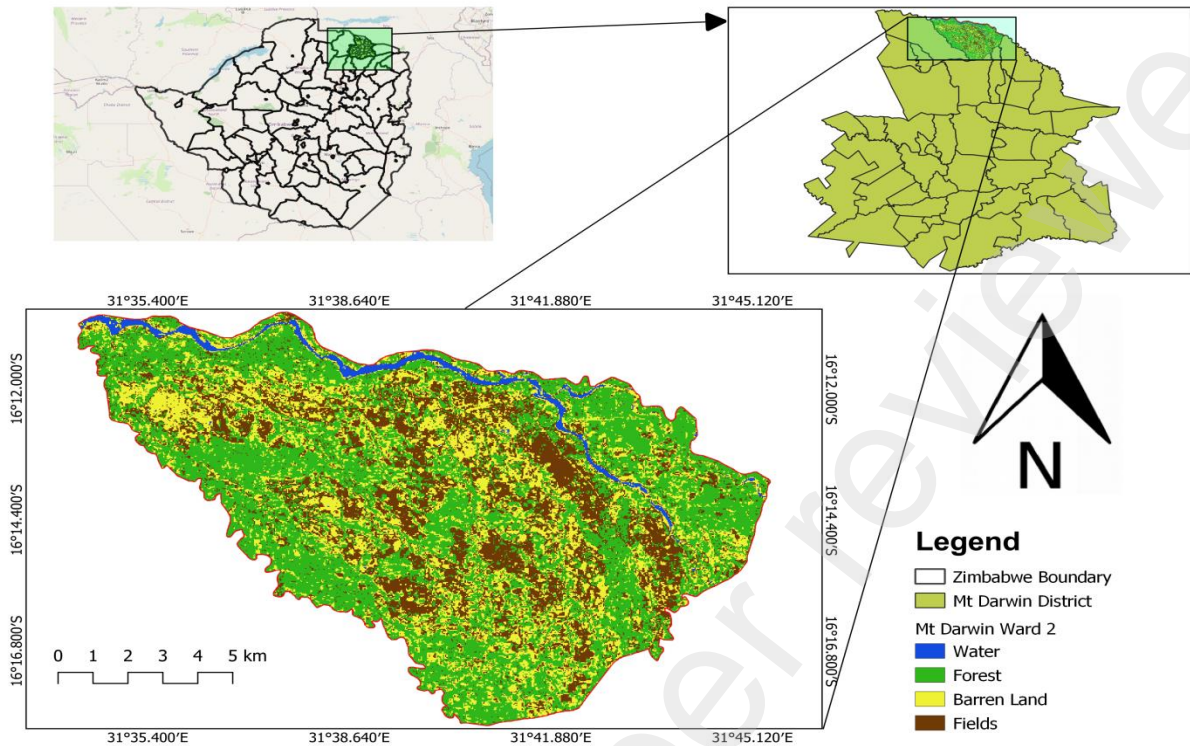 31°35.400′E 31°38.640′E 31°41.880′E 31°45.120′E
16°12.000′S
16°14.400′S
16°16.800′S
16°12.000′S
16°14.400′S
16°16.800′S
0 1 2 3 4 5 km
31°35.400′E 31°38.640′E 31°41.880′E 31°45.120′E
N
Legend
Zimbabwe Boundary
Mt Darwin District
Mt Darwin Ward 2
Water
Forest
Barren Land
Fields
er review